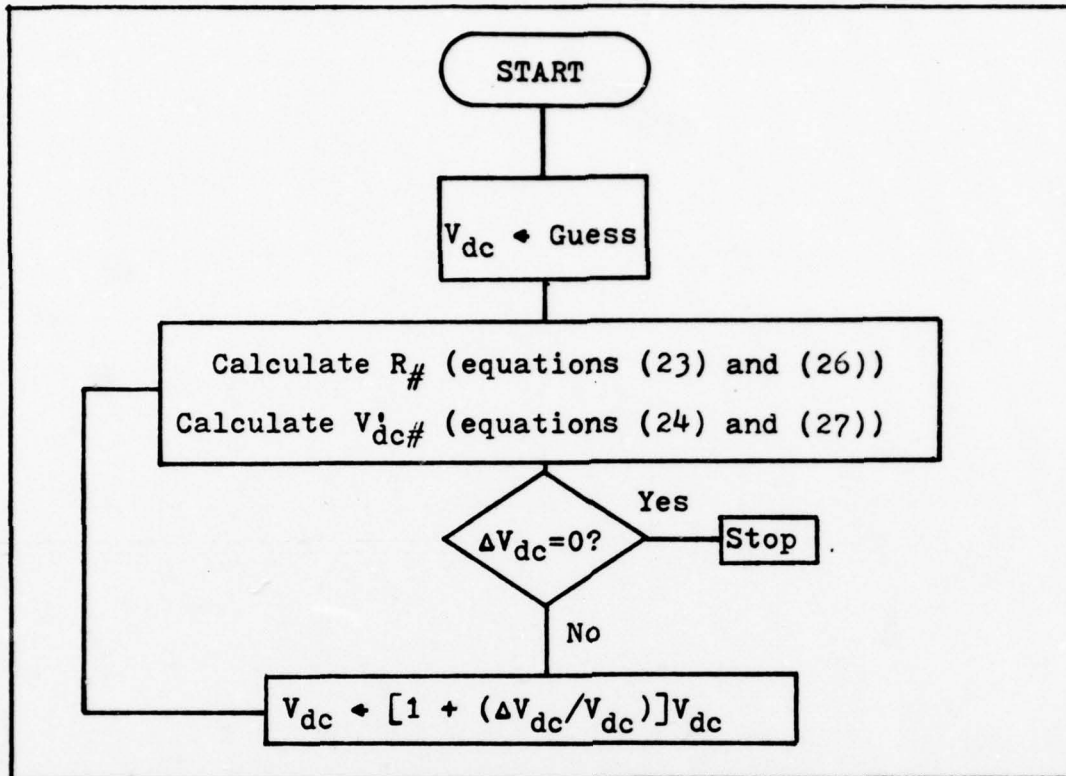 START
V_dc ← Guess
Calculate R_# (equations (23) and (26))
Calculate V'_dc# (equations (24) and (27))
ΔV_dc=0?
Yes
Stop
No
V_dc ← [1 + (ΔV_dc/V_dc)]V_dc